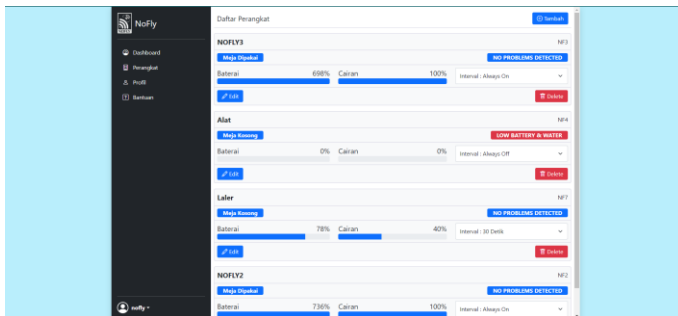 NoFly
Dashboard
Perangkat
Profil
Bantuan
nofly
Daftar Perangkat
Tambah
NOFLY3 NF3
Meja Dipakai NO PROBLEMS DETECTED
Baterai 698% Cairan 100% Interval : Always On
Edit Delete
Alat NF4
Meja Kosong LOW BATTERY & WATER
Baterai 0% Cairan 0% Interval : Always Off
Edit Delete
Laler NF7
Meja Kosong NO PROBLEMS DETECTED
Baterai 78% Cairan 40% Interval : 30 Detik
Edit Delete
NOFLY2 NF2
Meja Dipakai NO PROBLEMS DETECTED
Baterai 736% Cairan 100% Interval : Always On